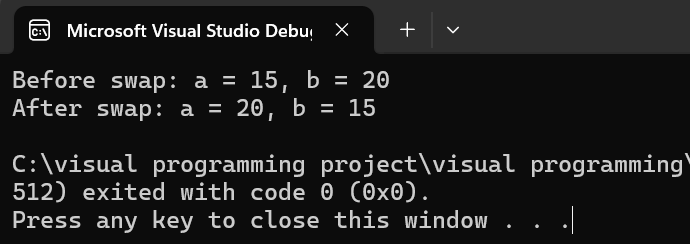 Microsoft Visual Studio Debu
Before swap: a = 15, b = 20
After swap: a = 20, b = 15
C:\visual programming project\visual programming\
512) exited with code 0 (0x0).
Press any key to close this window . . .